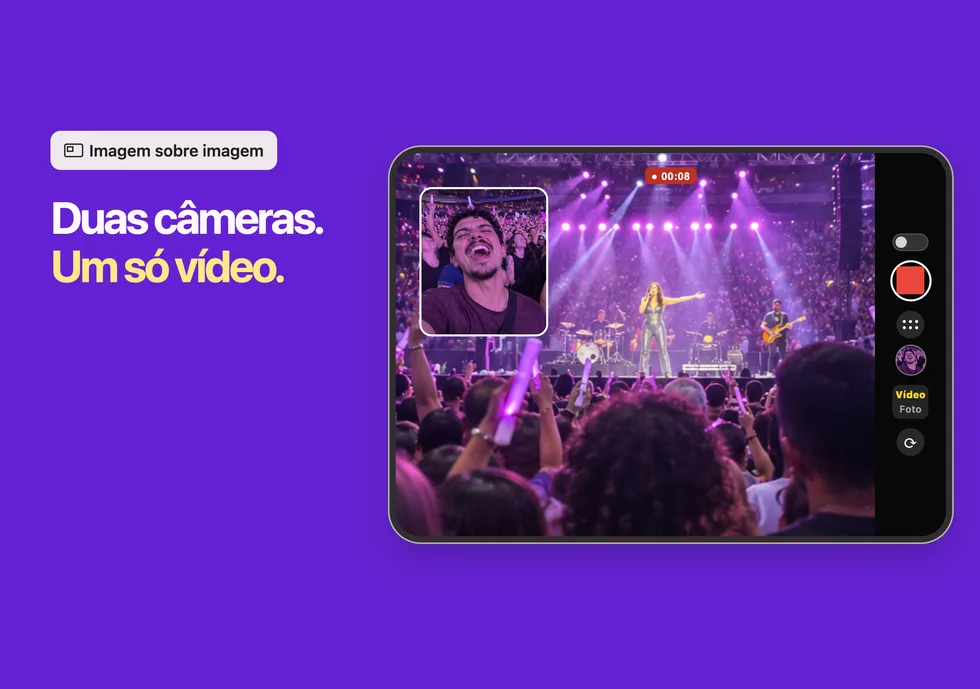 Imagem sobre imagem
Duas câmeras.
Um só vídeo.
00:08
Vídeo
Foto